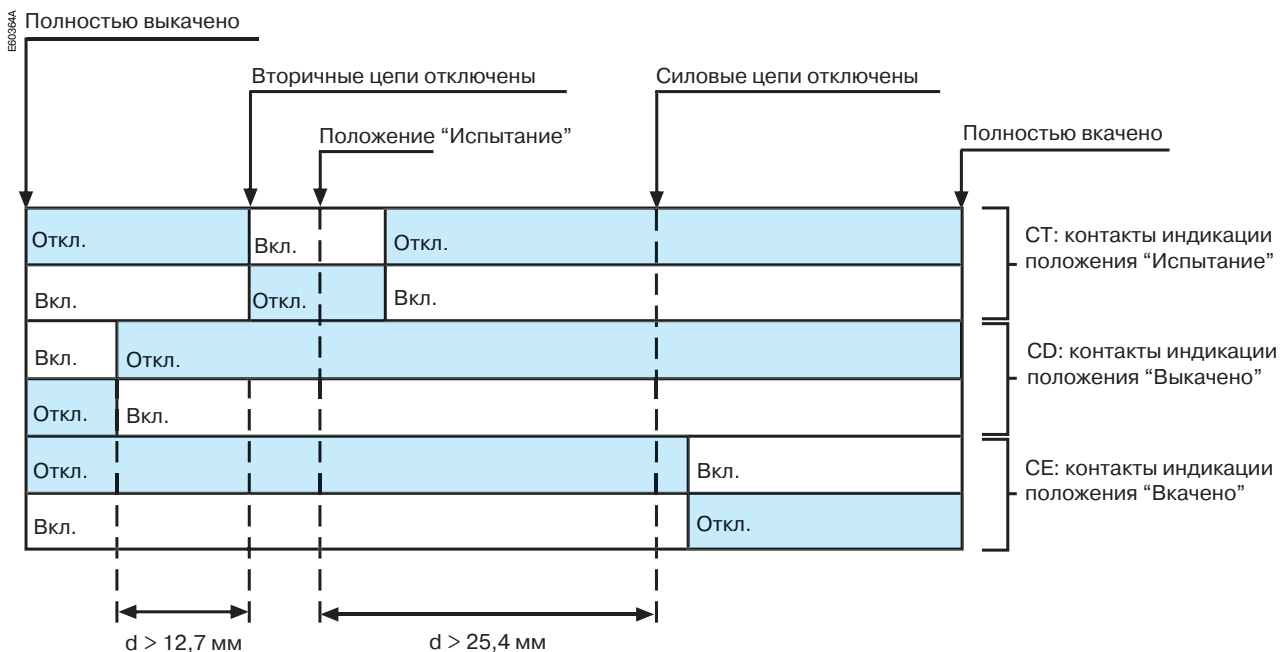 E60364A
Полностью выкачено
Вторичные цепи отключены
Силовые цепи отключены
Положение “Испытание”
Полностью вкачено
Откл.
Вкл.
Откл.
CT: контакты индикации
положения “Испытание”
Вкл.
Откл.
Вкл.
Вкл.
Откл.
CD: контакты индикации
положения “Выкачено”
Откл.
Вкл.
Откл.
Вкл.
CE: контакты индикации
положения “Вкачено”
Вкл.
Откл.
d > 12,7 мм
d > 25,4 мм